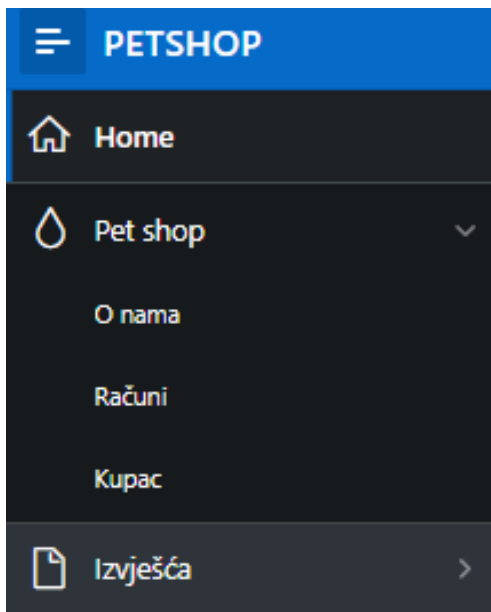 PETSHOP
Home
Pet shop
O nama
Računi
Kupac
Izvješća